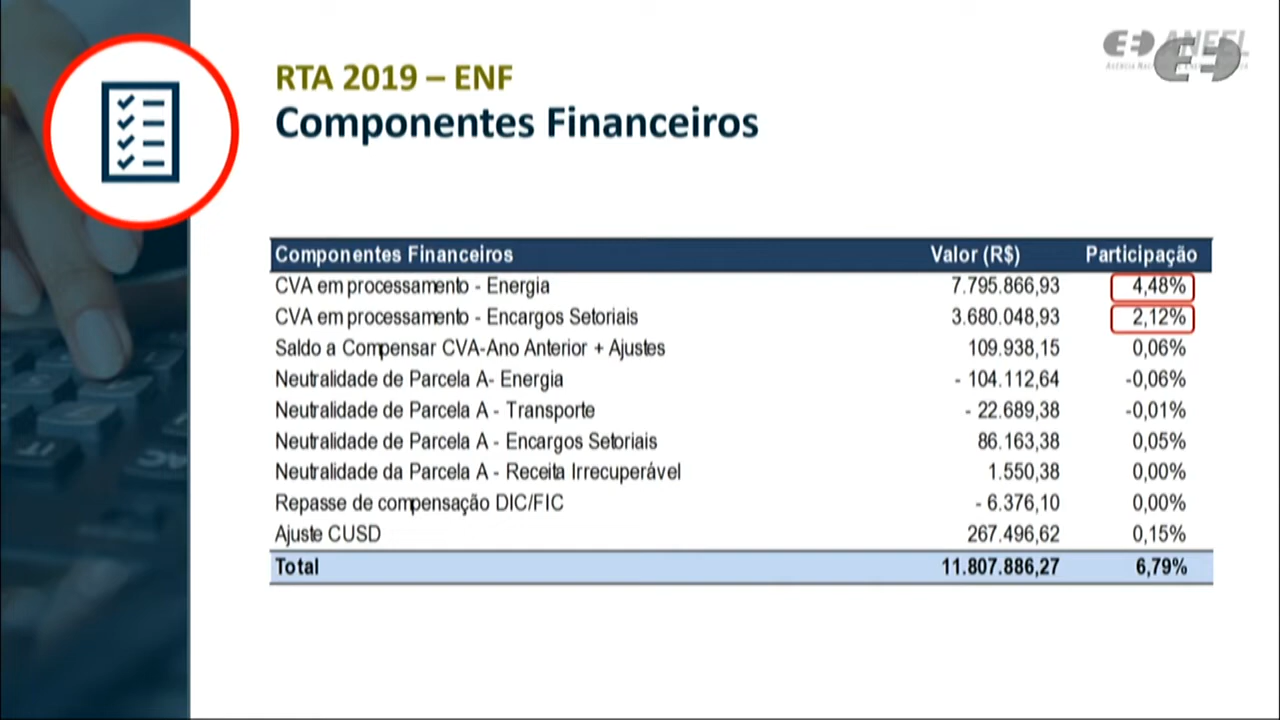 ANEEL
RTA 2019 – ENF
Componentes Financeiros
Componentes Financeiros Valor (R$) Participação
CVA em processamento - Energia 7.795.866,93 4,48%
CVA em processamento - Encargos Setoriais 3.680.048,93 2,12%
Saldo a Compensar CVA-Ano Anterior + Ajustes 109.938,15 0,06%
Neutralidade de Parcela A- Energia - 104.112,64 -0,06%
Neutralidade de Parcela A - Transporte - 22.689,38 -0,01%
Neutralidade de Parcela A - Encargos Setoriais 86.163,38 0,05%
Neutralidade da Parcela A - Receita Irrecuperável 1.550,38 0,00%
Repasse de compensação DIC/FIC - 6.376,10 0,00%
Ajuste CUSD 267.496,62 0,15%
Total 11.807.886,27 6,79%